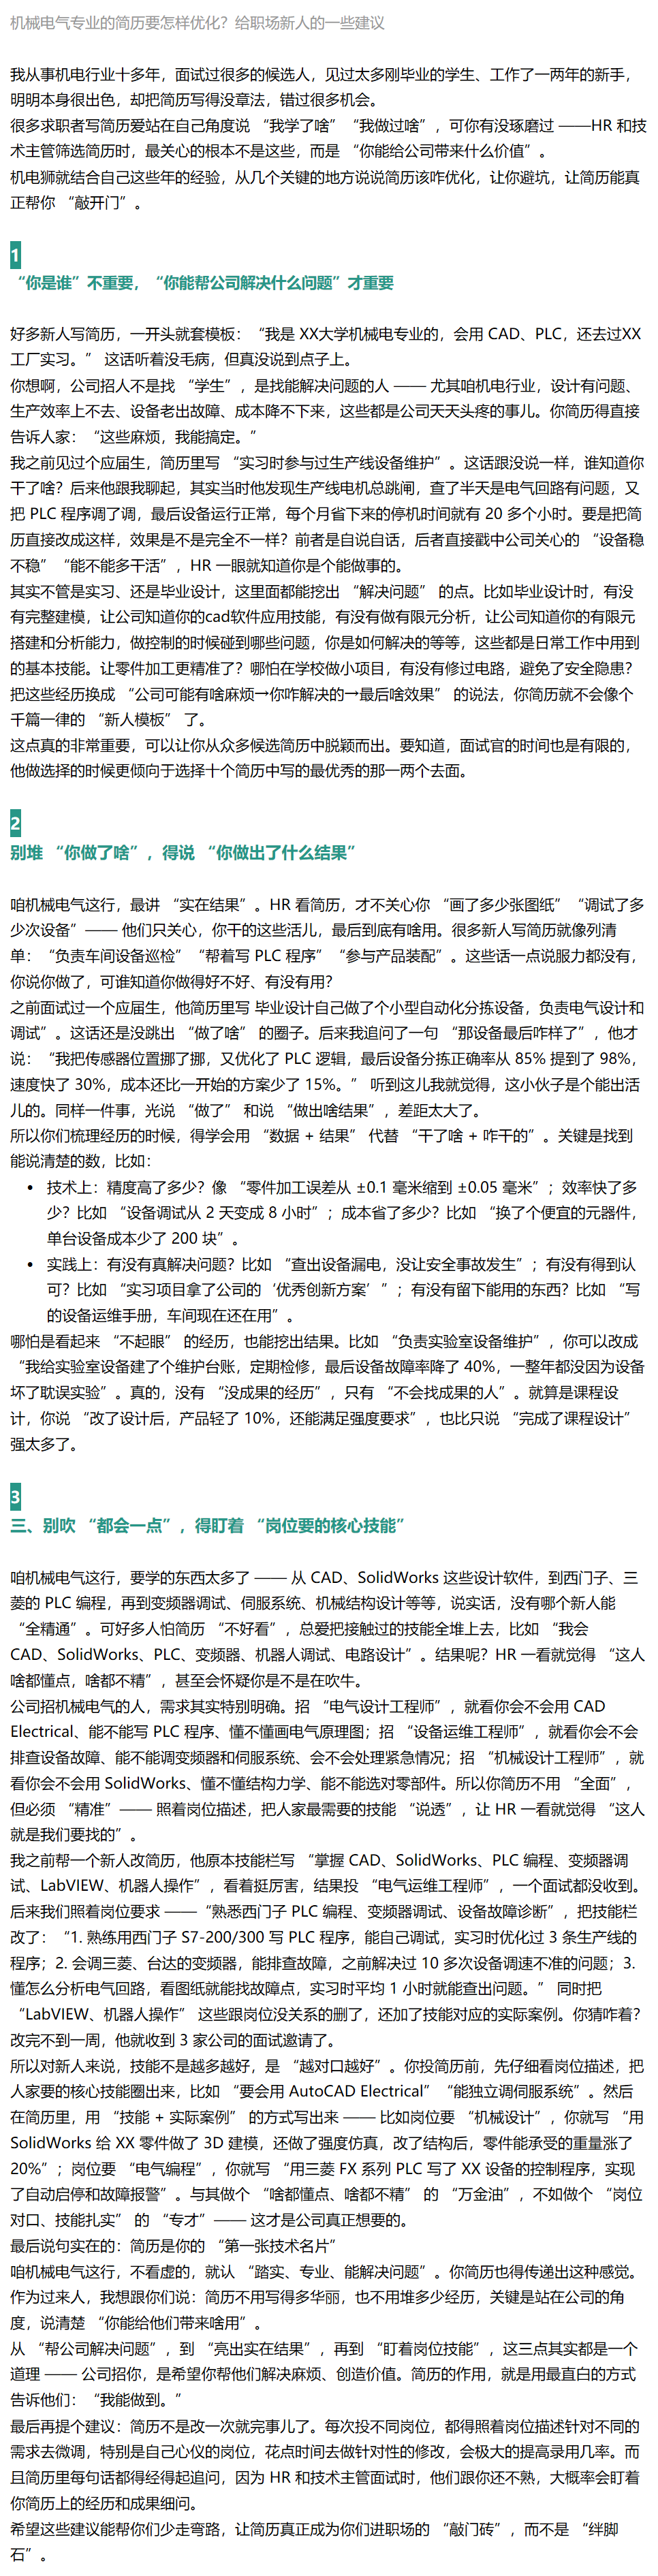 机械电气专业的简历要怎样优化？给职场新人的一些建议
我从事机电行业十多年，面试过很多的候选人，见过太多刚毕业的学生、工作了一两年的新手，
明明本身很出色，却把简历写得没章法，错过很多机会。
很多求职者写简历爱站在自己角度说 “我学了啥” “我做过啥”，可你有没琢磨过 ——HR 和技
术主管筛选简历时，最关心的根本不是这些，而是 “你能给公司带来什么价值”。
机电狮就结合自己这些年的经验，从几个关键的地方说说简历该咋优化，让你避坑，让简历能真
正帮你 “敲开门”。
1
“你是谁”不重要，“你能帮公司解决什么问题”才重要
好多新人写简历，一开头就套模板：“我是 XX大学机械电专业的，会用 CAD、PLC，还去过XX
工厂实习。” 这话听着没毛病，但真没说到点子上。
你想啊，公司招人不是找 “学生”，是找能解决问题的人 —— 尤其咱机电行业，设计有问题、
生产效率上不去、设备老出故障、成本降不下来，这些都是公司天天头疼的事儿。你简历得直接
告诉人家：“这些麻烦，我能搞定。”
我之前见过个应届生，简历里写 “实习时参与过生产线设备维护”。这话跟没说一样，谁知道你
干了啥？后来他跟我聊起，其实当时他发现生产线电机总跳闸，查了半天是电气回路有问题，又
把 PLC 程序调了调，最后设备运行正常，每个月省下来的停机时间就有 20 多个小时。要是把简
历直接改成这样，效果是不是完全不一样？前者是自说自话，后者直接戳中公司关心的 “设备稳
不稳” “能不能多干活”，HR 一眼就知道你是个能做事的。
其实不管是实习、还是毕业设计，这里面都能挖出 “解决问题” 的点。比如毕业设计时，有没
有完整建模，让公司知道你的cad软件应用技能，有没有做有限元分析，让公司知道你的有限元
搭建和分析能力，做控制的时候碰到哪些问题，你是如何解决的等等，这些都是日常工作中用到
的基本技能。让零件加工更精准了？哪怕在学校做小项目，有没有修过电路，避免了安全隐患？
把这些经历换成 “公司可能有啥麻烦→你咋解决的→最后啥效果” 的说法，你简历就不会像个
千篇一律的 “新人模板” 了。
这点真的非常重要，可以让你从众多候选简历中脱颖而出。要知道，面试官的时间也是有限的，
他做选择的时候更倾向于选择十个简历中写的最优秀的那一两个去面。
2
别堆 “你做了啥”，得说 “你做出了什么结果”
咱机械电气这行，最讲 “实在结果”。HR 看简历，才不关心你 “画了多少张图纸” “调试了多
少次设备”—— 他们只关心，你干的这些活儿，最后到底有啥用。很多新人写简历就像列清
单：“负责车间设备巡检” “帮着写 PLC 程序” “参与产品装配”。这些话一点说服力都没有，
你说你做了，可谁知道你做得好不好、有没有用？
之前面试过一个应届生，他简历里写 毕业设计自己做了个小型自动化分拣设备，负责电气设计和
调试”。这话还是没跳出 “做了啥” 的圈子。后来我追问了一句 “那设备最后咋样了”，他才
说：“我把传感器位置挪了挪，又优化了 PLC 逻辑，最后设备分拣正确率从 85% 提到了 98%，
速度快了 30%，成本还比一开始的方案少了 15%。” 听到这儿我就觉得，这小伙子是个能出活
儿的。同样一件事，光说 “做了” 和说 “做出啥结果”，差距太大了。
所以你们梳理经历的时候，得学会用 “数据 + 结果” 代替 “干了啥 + 咋干的”。关键是找到
能说清楚的数，比如：
• 技术上：精度高了多少？像 “零件加工误差从 ±0.1 毫米缩到 ±0.05 毫米”；效率快了多
少？比如 “设备调试从 2 天变成 8 小时”；成本省了多少？比如 “换了个便宜的元器件，
单台设备成本少了 200 块”。
• 实践上：有没有真解决问题？比如 “查出设备漏电，没让安全事故发生”；有没有得到认
可？比如 “实习项目拿了公司的‘优秀创新方案’”；有没有留下能用的东西？比如 “写
的设备运维手册，车间现在还在用”。
哪怕是看起来 “不起眼” 的经历，也能挖出结果。比如 “负责实验室设备维护”，你可以改成
“我给实验室设备建了个维护台账，定期检修，最后设备故障率降了 40%，一整年都没因为设备
坏了耽误实验”。真的，没有 “没成果的经历”，只有 “不会找成果的人”。就算是课程设
计，你说 “改了设计后，产品轻了 10%，还能满足强度要求”，也比只说 “完成了课程设计”
强太多了。
3
三、别吹 “都会一点”，得盯着 “岗位要的核心技能”
咱机械电气这行，要学的东西太多了 —— 从 CAD、SolidWorks 这些设计软件，到西门子、三
菱的 PLC 编程，再到变频器调试、伺服系统、机械结构设计等等，说实话，没有哪个新人能
“全精通”。可好多人怕简历 “不好看”，总爱把接触过的技能全堆上去，比如 “我会
CAD、SolidWorks、PLC、变频器、机器人调试、电路设计”。结果呢？HR 一看就觉得 “这人
啥都懂点，啥都不精”，甚至会怀疑你是不是在吹牛。
公司招机械电气的人，需求其实特别明确。招 “电气设计工程师”，就看你会不会用 CAD
Electrical、能不能写 PLC 程序、懂不懂画电气原理图；招 “设备运维工程师”，就看你会不会
排查设备故障、能不能调变频器和伺服系统、会不会处理紧急情况；招 “机械设计工程师”，就
看你会不会用 SolidWorks、懂不懂结构力学、能不能选对零部件。所以你简历不用 “全面”，
但必须 “精准”—— 照着岗位描述，把人家最需要的技能 “说透”，让 HR 一看就觉得 “这人
就是我们要找的”。
我之前帮一个新人改简历，他原本技能栏写 “掌握 CAD、SolidWorks、PLC 编程、变频器调
试、LabVIEW、机器人操作”，看着挺厉害，结果投 “电气运维工程师”，一个面试都没收到。
后来我们照着岗位要求 ——“熟悉西门子 PLC 编程、变频器调试、设备故障诊断”，把技能栏
改了：“1. 熟练用西门子 S7-200/300 写 PLC 程序，能自己调试，实习时优化过 3 条生产线的
程序；2. 会调三菱、台达的变频器，能排查故障，之前解决过 10 多次设备调速不准的问题；3.
懂怎么分析电气回路，看图纸就能找故障点，实习时平均 1 小时就能查出问题。” 同时把
“LabVIEW、机器人操作” 这些跟岗位没关系的删了，还加了技能对应的实际案例。你猜咋着？
改完不到一周，他就收到 3 家公司的面试邀请了。
所以对新人来说，技能不是越多越好，是 “越对口越好”。你投简历前，先仔细看岗位描述，把
人家要的核心技能圈出来，比如 “要会用 AutoCAD Electrical” “能独立调伺服系统”。然后
在简历里，用 “技能 + 实际案例” 的方式写出来 —— 比如岗位要 “机械设计”，你就写 “用
SolidWorks 给 XX 零件做了 3D 建模，还做了强度仿真，改了结构后，零件能承受的重量涨了
20%”；岗位要 “电气编程”，你就写 “用三菱 FX 系列 PLC 写了 XX 设备的控制程序，实现
了自动启停和故障报警”。与其做个 “啥都懂点、啥都不精” 的 “万金油”，不如做个 “岗位
对口、技能扎实” 的 “专才”—— 这才是公司真正想要的。
最后说句实在的：简历是你的 “第一张技术名片”
咱机械电气这行，不看虚的，就认 “踏实、专业、能解决问题”。你简历也得传递出这种感觉。
作为过来人，我想跟你们说：简历不用写得多华丽，也不用堆多少经历，关键是站在公司的角
度，说清楚 “你能给他们带来啥用”。
从 “帮公司解决问题”，到 “亮出实在结果”，再到 “盯着岗位技能”，这三点其实都是一个
道理 —— 公司招你，是希望你帮他们解决麻烦、创造价值。简历的作用，就是用最直白的方式
告诉他们：“我能做到。”
最后再提个建议：简历不是改一次就完事儿了。每次投不同岗位，都得照着岗位描述针对不同的
需求去微调，特别是自己心仪的岗位，花点时间去做针对性的修改，会极大的提高录用几率。而
且简历里每句话都得经得起追问，因为 HR 和技术主管面试时，他们跟你还不熟，大概率会盯着
你简历上的经历和成果细问。
希望这些建议能帮你们少走弯路，让简历真正成为你们进职场的 “敲门砖”，而不是 “绊脚
石”。